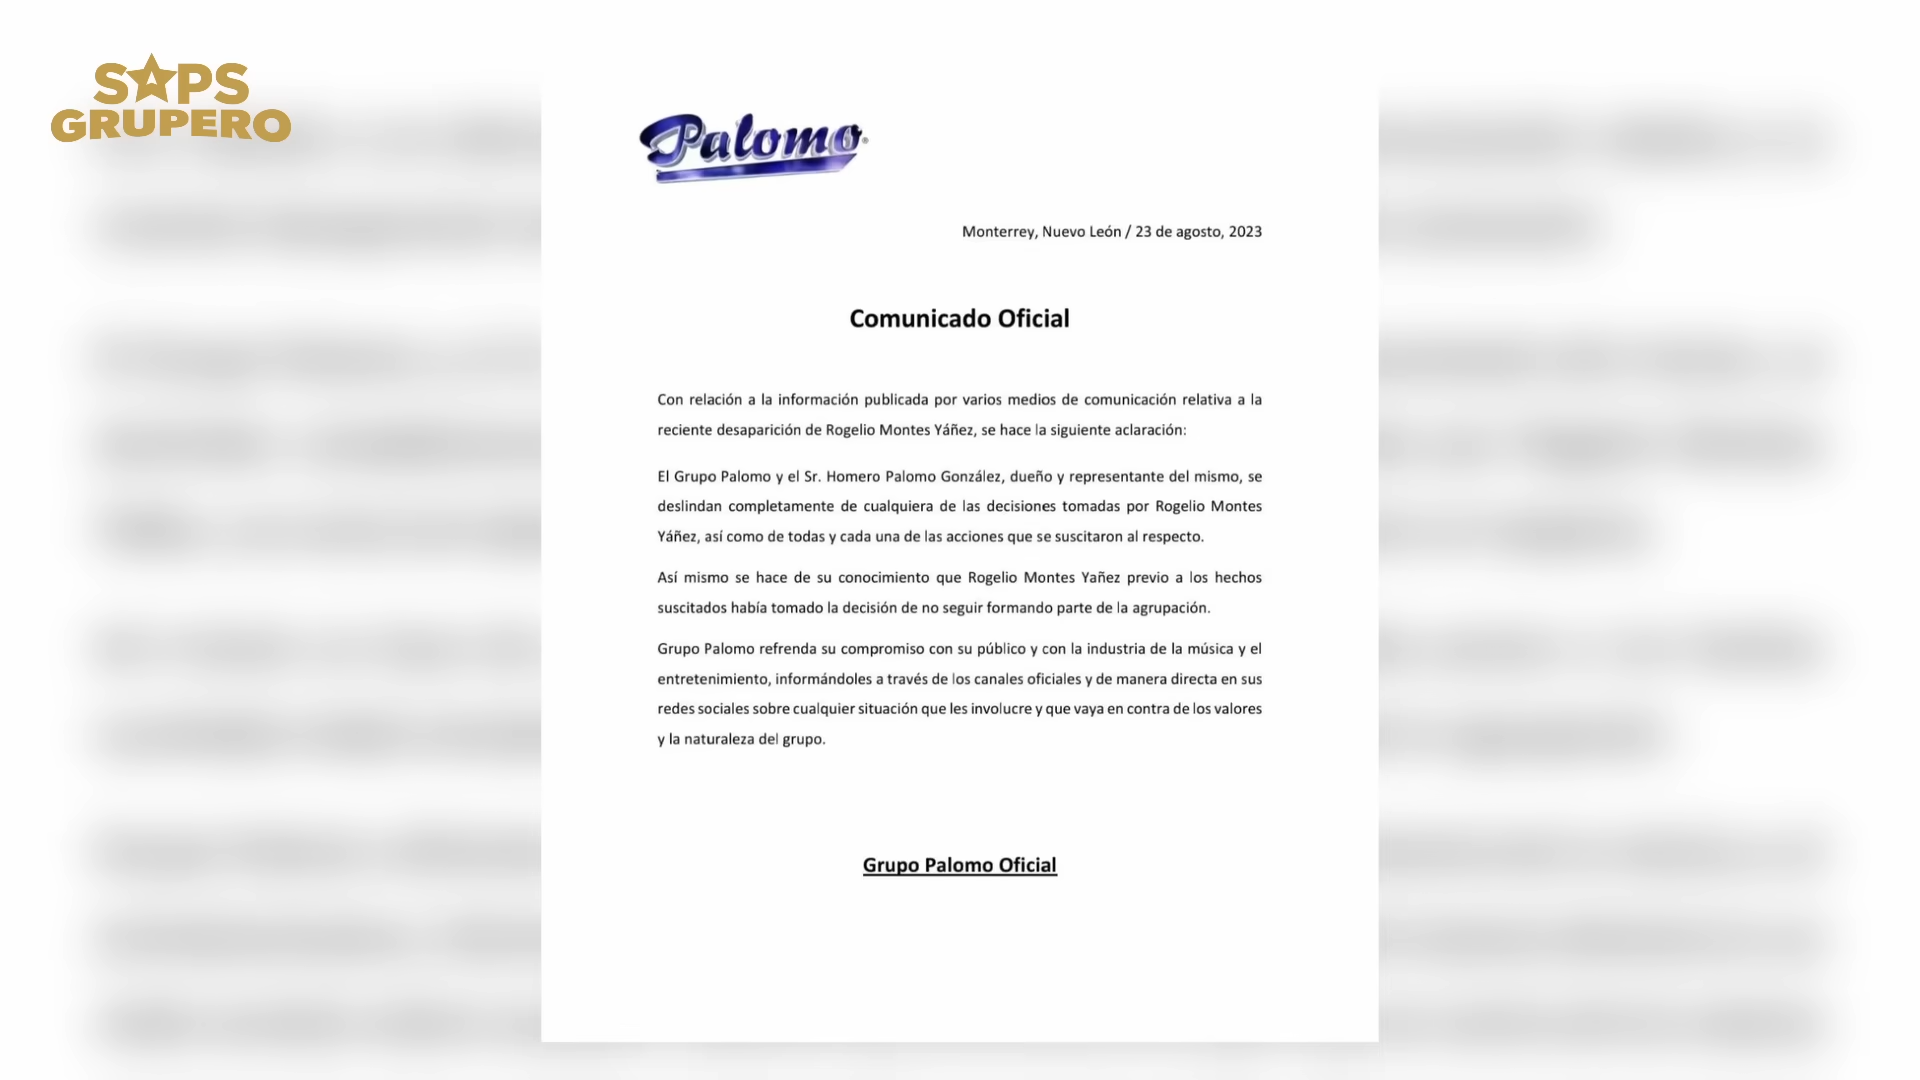 SAPS
GRUPERO
Palomo
Monterrey, Nuevo León / 23 de agosto, 2023
Comunicado Oficial
Con relación a la información publicada por varios medios de comunicación relativa a la
reciente desaparición de Rogelio Montes Yáñez, se hace la siguiente aclaración:
El Grupo Palomo y el Sr. Homero Palomo González, dueño y representante del mismo, se
deslindan completamente de cualquiera de las decisiones tomadas por Rogelio Montes
Yáñez, así como de todas y cada una de las acciones que se suscitaron al respecto.
Así mismo se hace de su conocimiento que Rogelio Montes Yañez previo a los hechos
suscitados había tomado la decisión de no seguir formando parte de la agrupación.
Grupo Palomo refrenda su compromiso con su público y con la industria de la música y el
entretenimiento, informándoles a través de los canales oficiales y de manera directa en sus
redes sociales sobre cualquier situación que les involucre y que vaya en contra de los valores
y la naturaleza del grupo.
Grupo Palomo Oficial